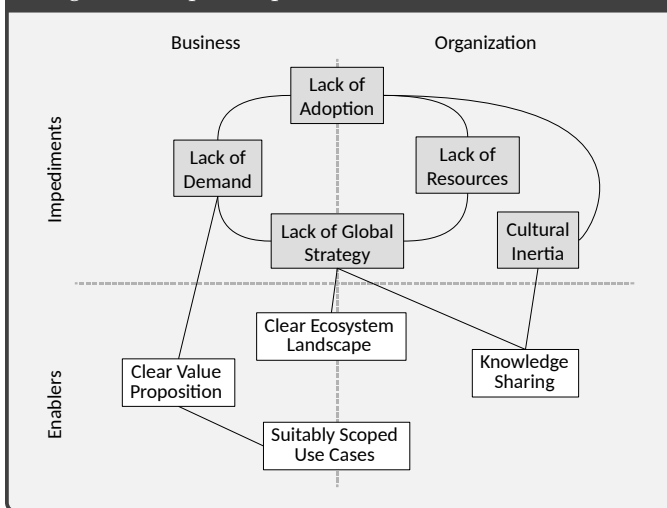 Business
Organization
Impediments
Lack of
Adoption
Lack of
Demand
Lack of
Resources
Lack of Global
Strategy
Cultural
Inertia
Enablers
Clear Ecosystem
Landscape
Clear Value
Proposition
Knowledge
Sharing
Suitably Scoped
Use Cases